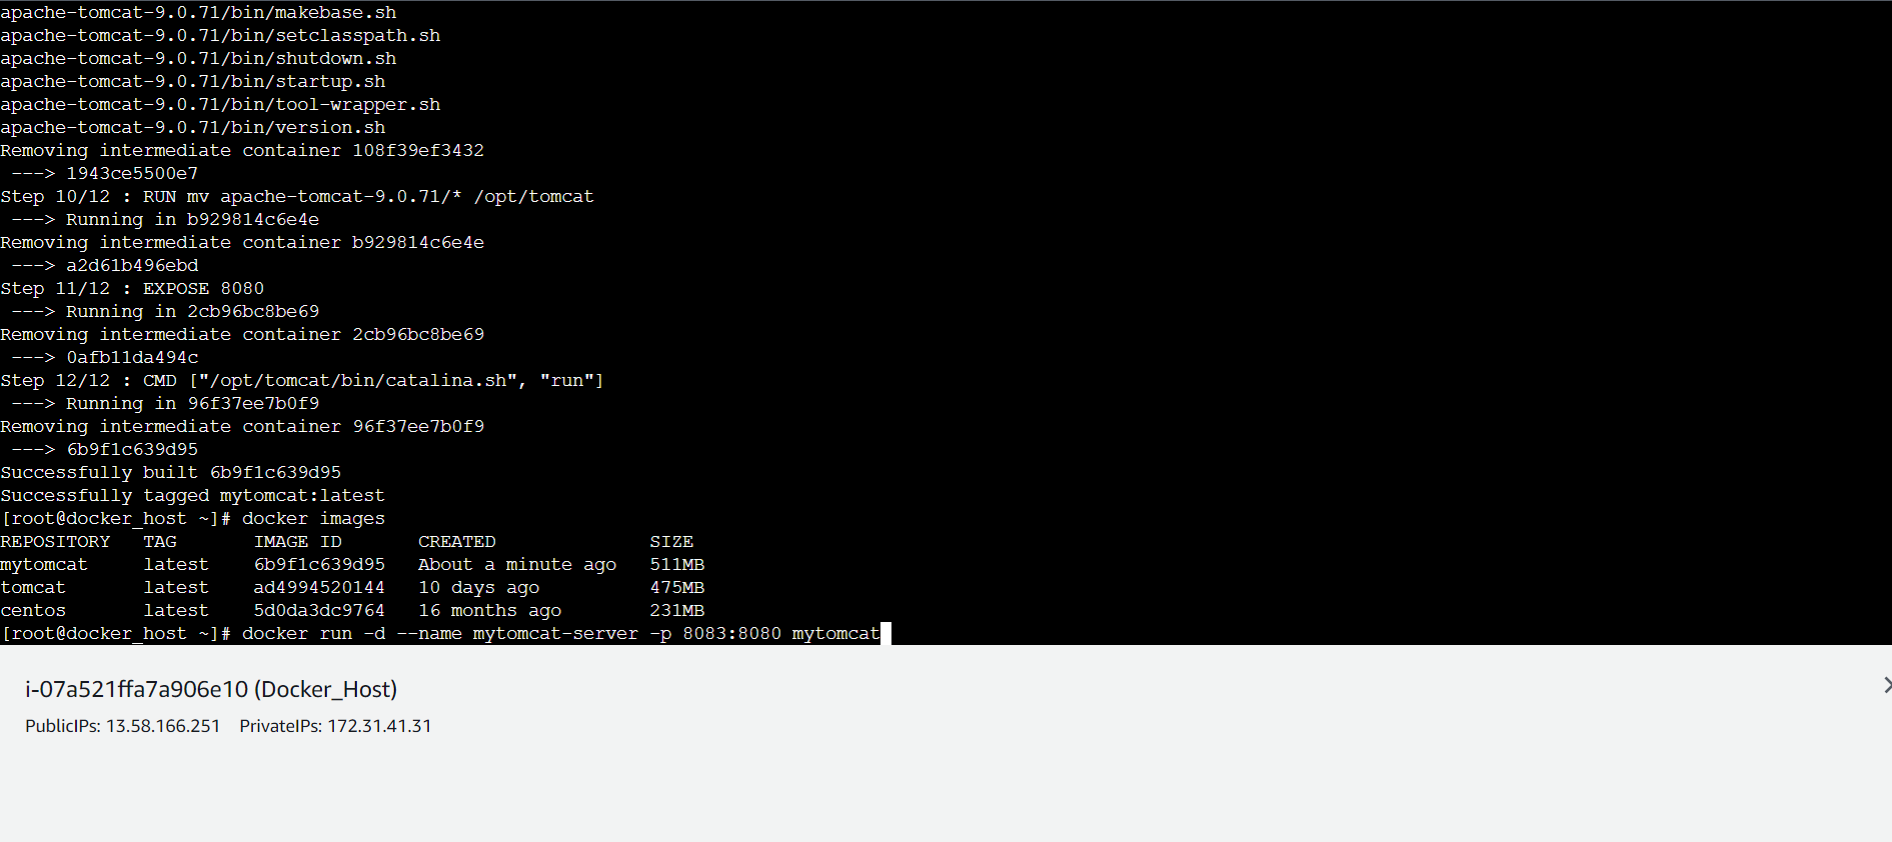 apache-tomcat-9.0.71/bin/makebase.sh
apache-tomcat-9.0.71/bin/setclasspath.sh
apache-tomcat-9.0.71/bin/shutdown.sh
apache-tomcat-9.0.71/bin/startup.sh
apache-tomcat-9.0.71/bin/tool-wrapper.sh
apache-tomcat-9.0.71/bin/version.sh
Removing intermediate container 108f39ef3432
 ---> 1943ce5500e7
Step 10/12 : RUN mv apache-tomcat-9.0.71/* /opt/tomcat
 ---> Running in b929814c6e4e
Removing intermediate container b929814c6e4e
 ---> a2d61b496ebd
Step 11/12 : EXPOSE 8080
 ---> Running in 2cb96bc8be69
Removing intermediate container 2cb96bc8be69
 ---> 0afb11da494c
Step 12/12 : CMD ["/opt/tomcat/bin/catalina.sh", "run"]
 ---> Running in 96f37ee7b0f9
Removing intermediate container 96f37ee7b0f9
 ---> 6b9f1c639d95
Successfully built 6b9f1c639d95
Successfully tagged mytomcat:latest
[root@docker_host ~]# docker images
REPOSITORY   TAG       IMAGE ID       CREATED              SIZE
mytomcat     latest    6b9f1c639d95   About a minute ago   511MB
tomcat       latest    ad4994520144   10 days ago          475MB
centos       latest    5d0da3dc9764   16 months ago        231MB
[root@docker_host ~]# docker run -d --name mytomcat-server -p 8083:8080 mytomcat
i-07a521ffa7a906e10 (Docker_Host)
PublicIPs: 13.58.166.251 PrivateIPs: 172.31.41.31